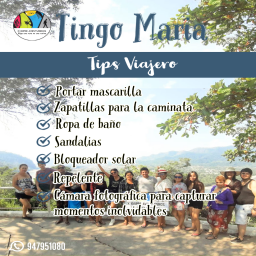 Tingo María
Tips Viajero
Portar mascarilla
Zapatillas para la caminata
Ropa de baño
Sandalias
Bloqueador solar
Repelente
Cámara fotográfica para capturar
momentos inolvidables
947951080